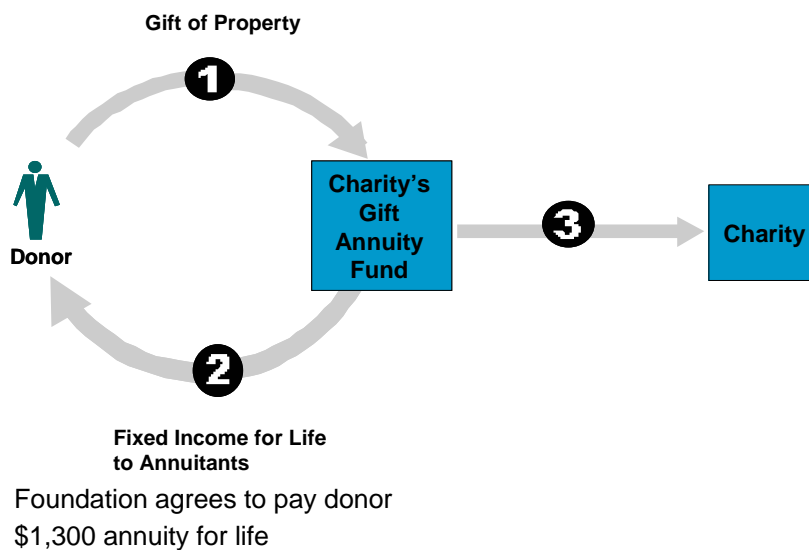 Gift of Property
1
Donor
Charity's
Gift
Annuity
Fund
3
Charity
2
Fixed Income for Life
to Annuitants
Foundation agrees to pay donor
$1,300 annuity for life